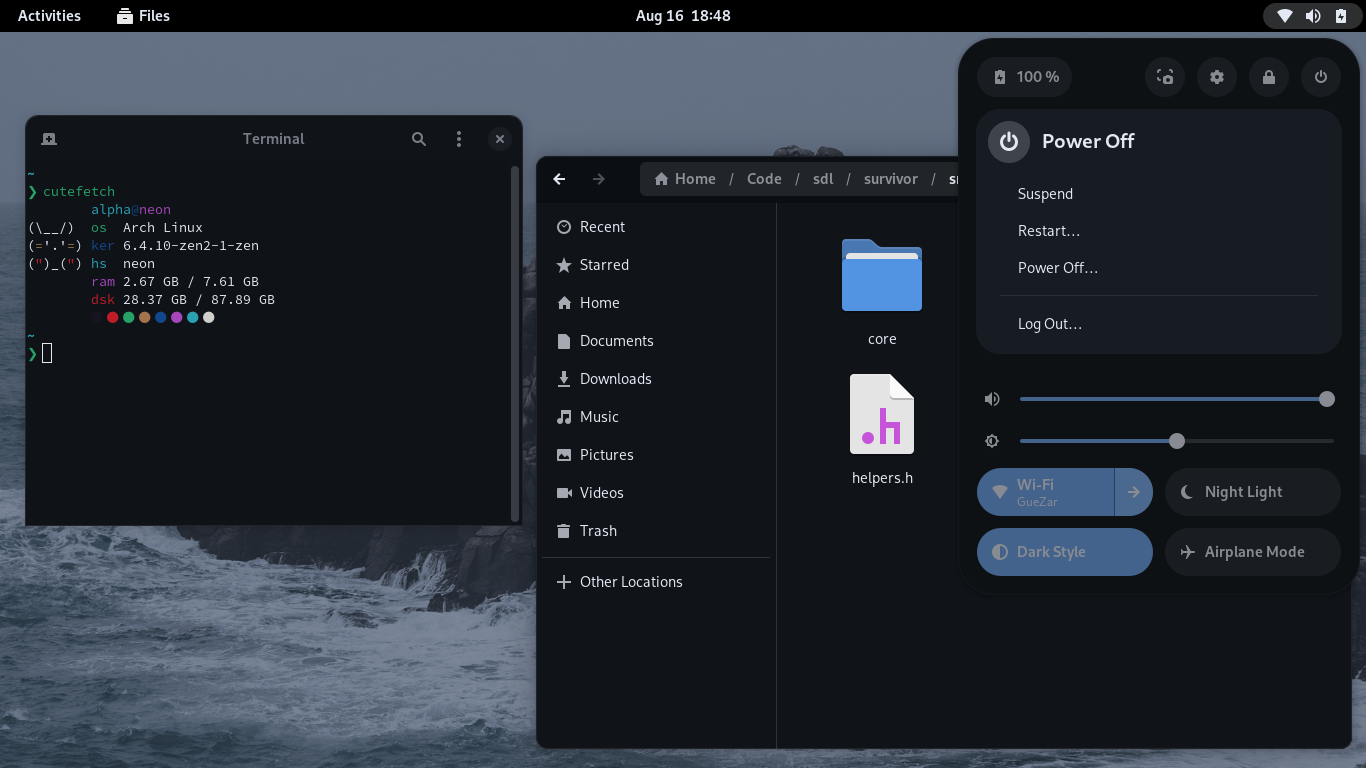 Activities
Files
Aug 16 18:48
Terminal
~
❯ cutefetch
alpha@neon
(\__/) os Arch Linux
(='.'=) ker 6.4.10-zen2-1-zen
(")_(") hs neon
ram 2.67 GB / 7.61 GB
dsk 28.37 GB / 87.89 GB
~
❯
Home / Code / sdl / survivor /
Recent
Starred
Home
Documents
Downloads
Music
Pictures
Videos
Trash
Other Locations
core
.h
helpers.h
100 %
Power Off
Suspend
Restart...
Power Off...
Log Out...
Wi-Fi
GueZar
Night Light
Dark Style
Airplane Mode